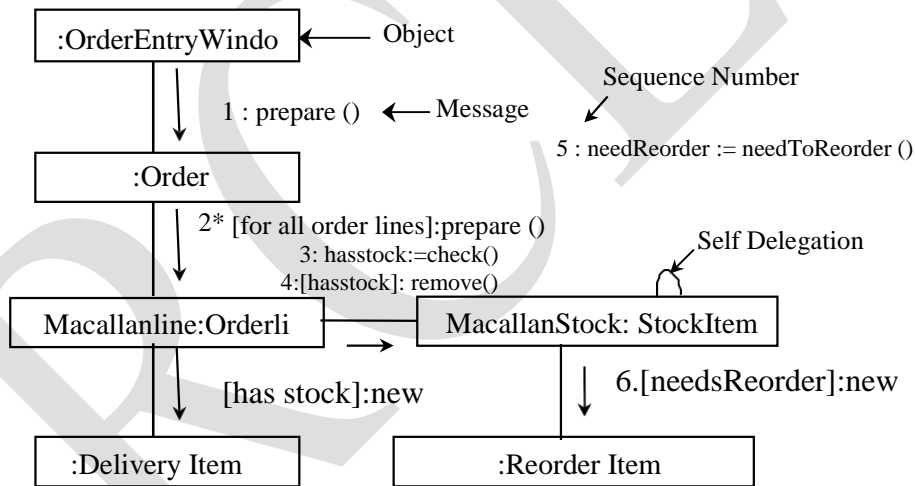 :OrderEntryWindo
Object
Sequence Number
1 : prepare ()
Message
5 : needReorder := needToReorder ()
:Order
2* [for all order lines]:prepare ()
3: hasstock:=check()
4:[hasstock]: remove()
Self Delegation
Macallanline:Orderli
MacallanStock: StockItem
[has stock]:new
6.[needsReorder]:new
:Delivery Item
:Reorder Item